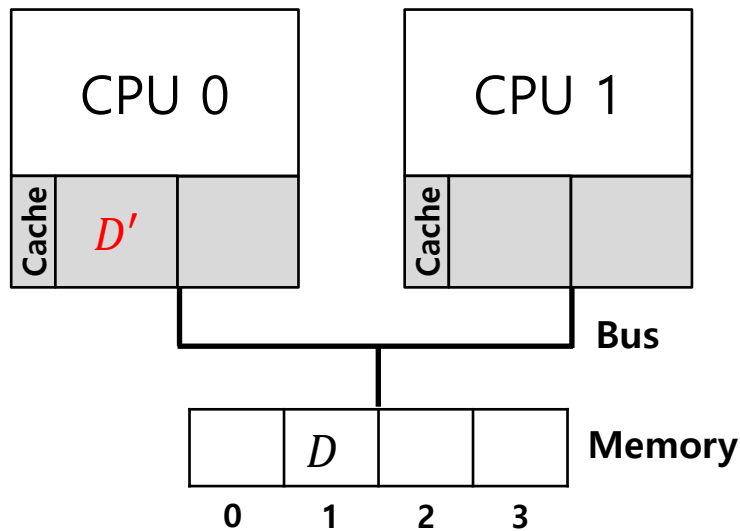 CPU 0
CPU 1
Cache
D'
Cache
Bus
D
Memory
0 1 2 3